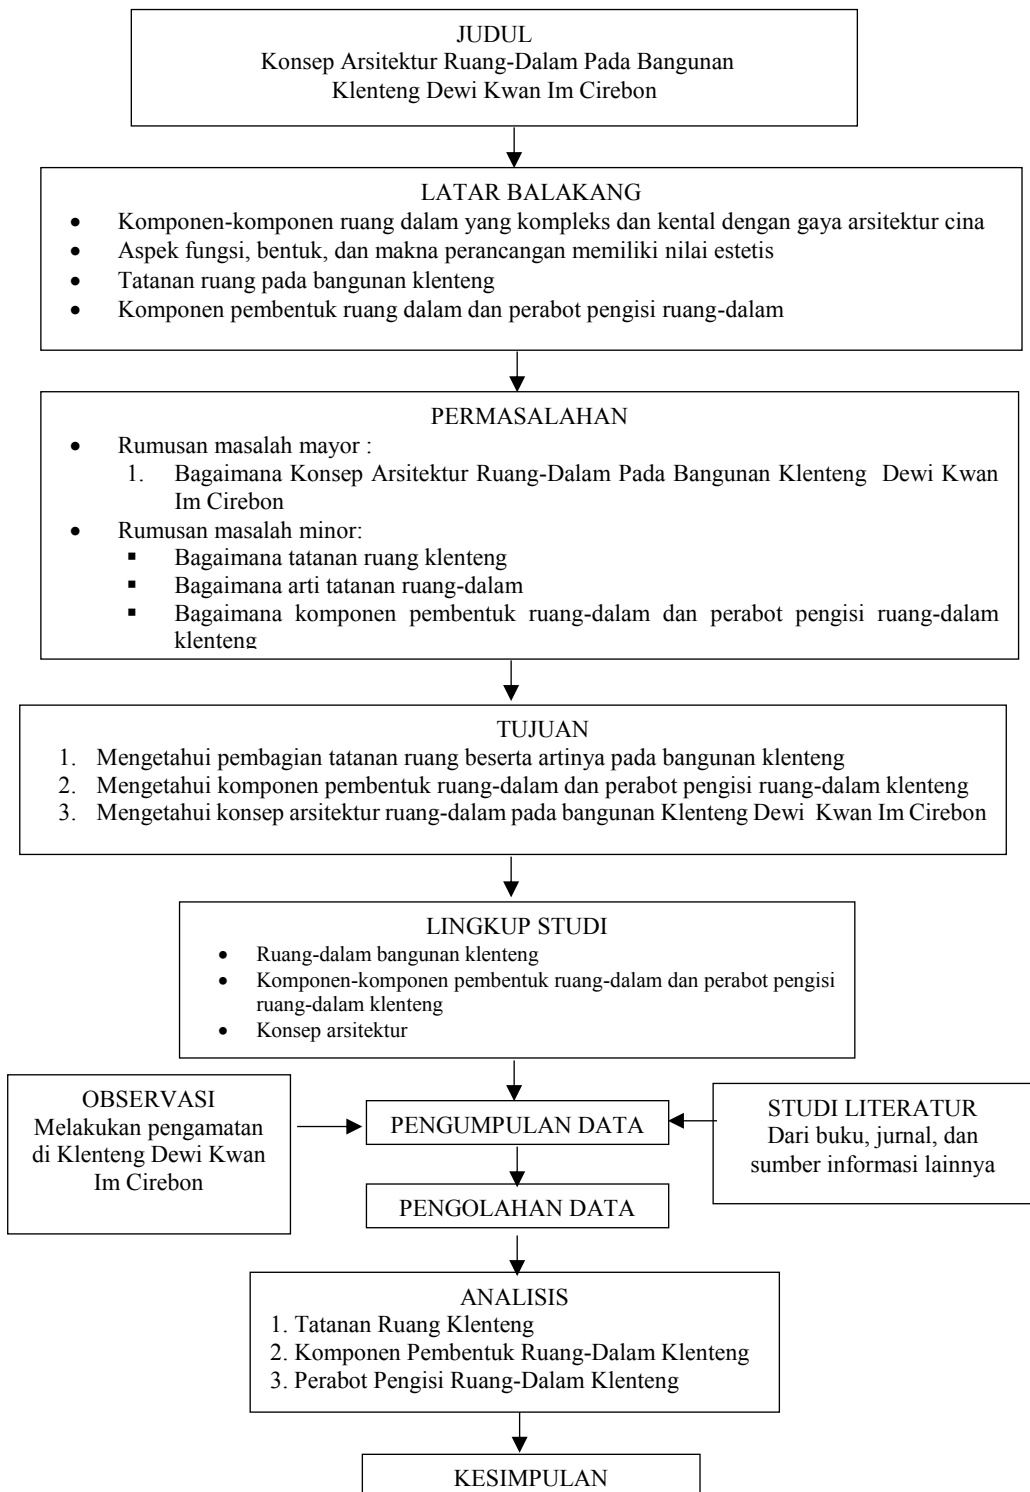 JUDUL
Konsep Arsitektur Ruang-Dalam Pada Bangunan
Klenteng Dewi Kwan Im Cirebon
LATAR BALAKANG
• Komponen-komponen ruang dalam yang kompleks dan kental dengan gaya arsitektur cina
• Aspek fungsi, bentuk, dan makna perancangan memiliki nilai estetis
• Tatanan ruang pada bangunan klenteng
• Komponen pembentuk ruang dalam dan perabot pengisi ruang-dalam
PERMASALAHAN
• Rumusan masalah mayor :
1. Bagaimana Konsep Arsitektur Ruang-Dalam Pada Bangunan Klenteng Dewi Kwan
Im Cirebon
• Rumusan masalah minor:
▪ Bagaimana tatanan ruang klenteng
▪ Bagaimana arti tatanan ruang-dalam
▪ Bagaimana komponen pembentuk ruang-dalam dan perabot pengisi ruang-dalam
klenteng
TUJUAN
1. Mengetahui pembagian tatanan ruang beserta artinya pada bangunan klenteng
2. Mengetahui komponen pembentuk ruang-dalam dan perabot pengisi ruang-dalam klenteng
3. Mengetahui konsep arsitektur ruang-dalam pada bangunan Klenteng Dewi Kwan Im Cirebon
LINGKUP STUDI
• Ruang-dalam bangunan klenteng
• Komponen-komponen pembentuk ruang-dalam dan perabot pengisi
ruang-dalam klenteng
• Konsep arsitektur
OBSERVASI
Melakukan pengamatan
di Klenteng Dewi Kwan
Im Cirebon
PENGUMPULAN DATA
STUDI LITERATUR
Dari buku, jurnal, dan
sumber informasi lainnya
PENGOLAHAN DATA
ANALISIS
1. Tatanan Ruang Klenteng
2. Komponen Pembentuk Ruang-Dalam Klenteng
3. Perabot Pengisi Ruang-Dalam Klenteng
KESIMPULAN